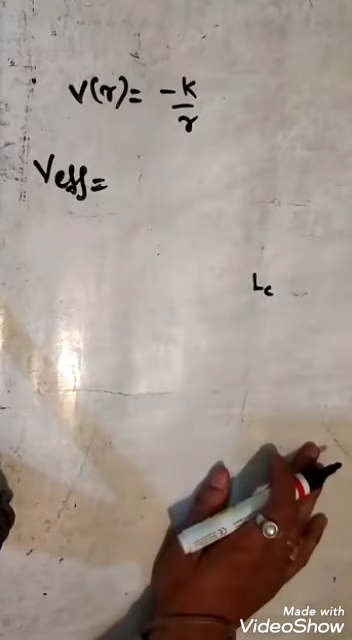 V(r) = -k/r
Veff =
Lc
Made with
VideoShow